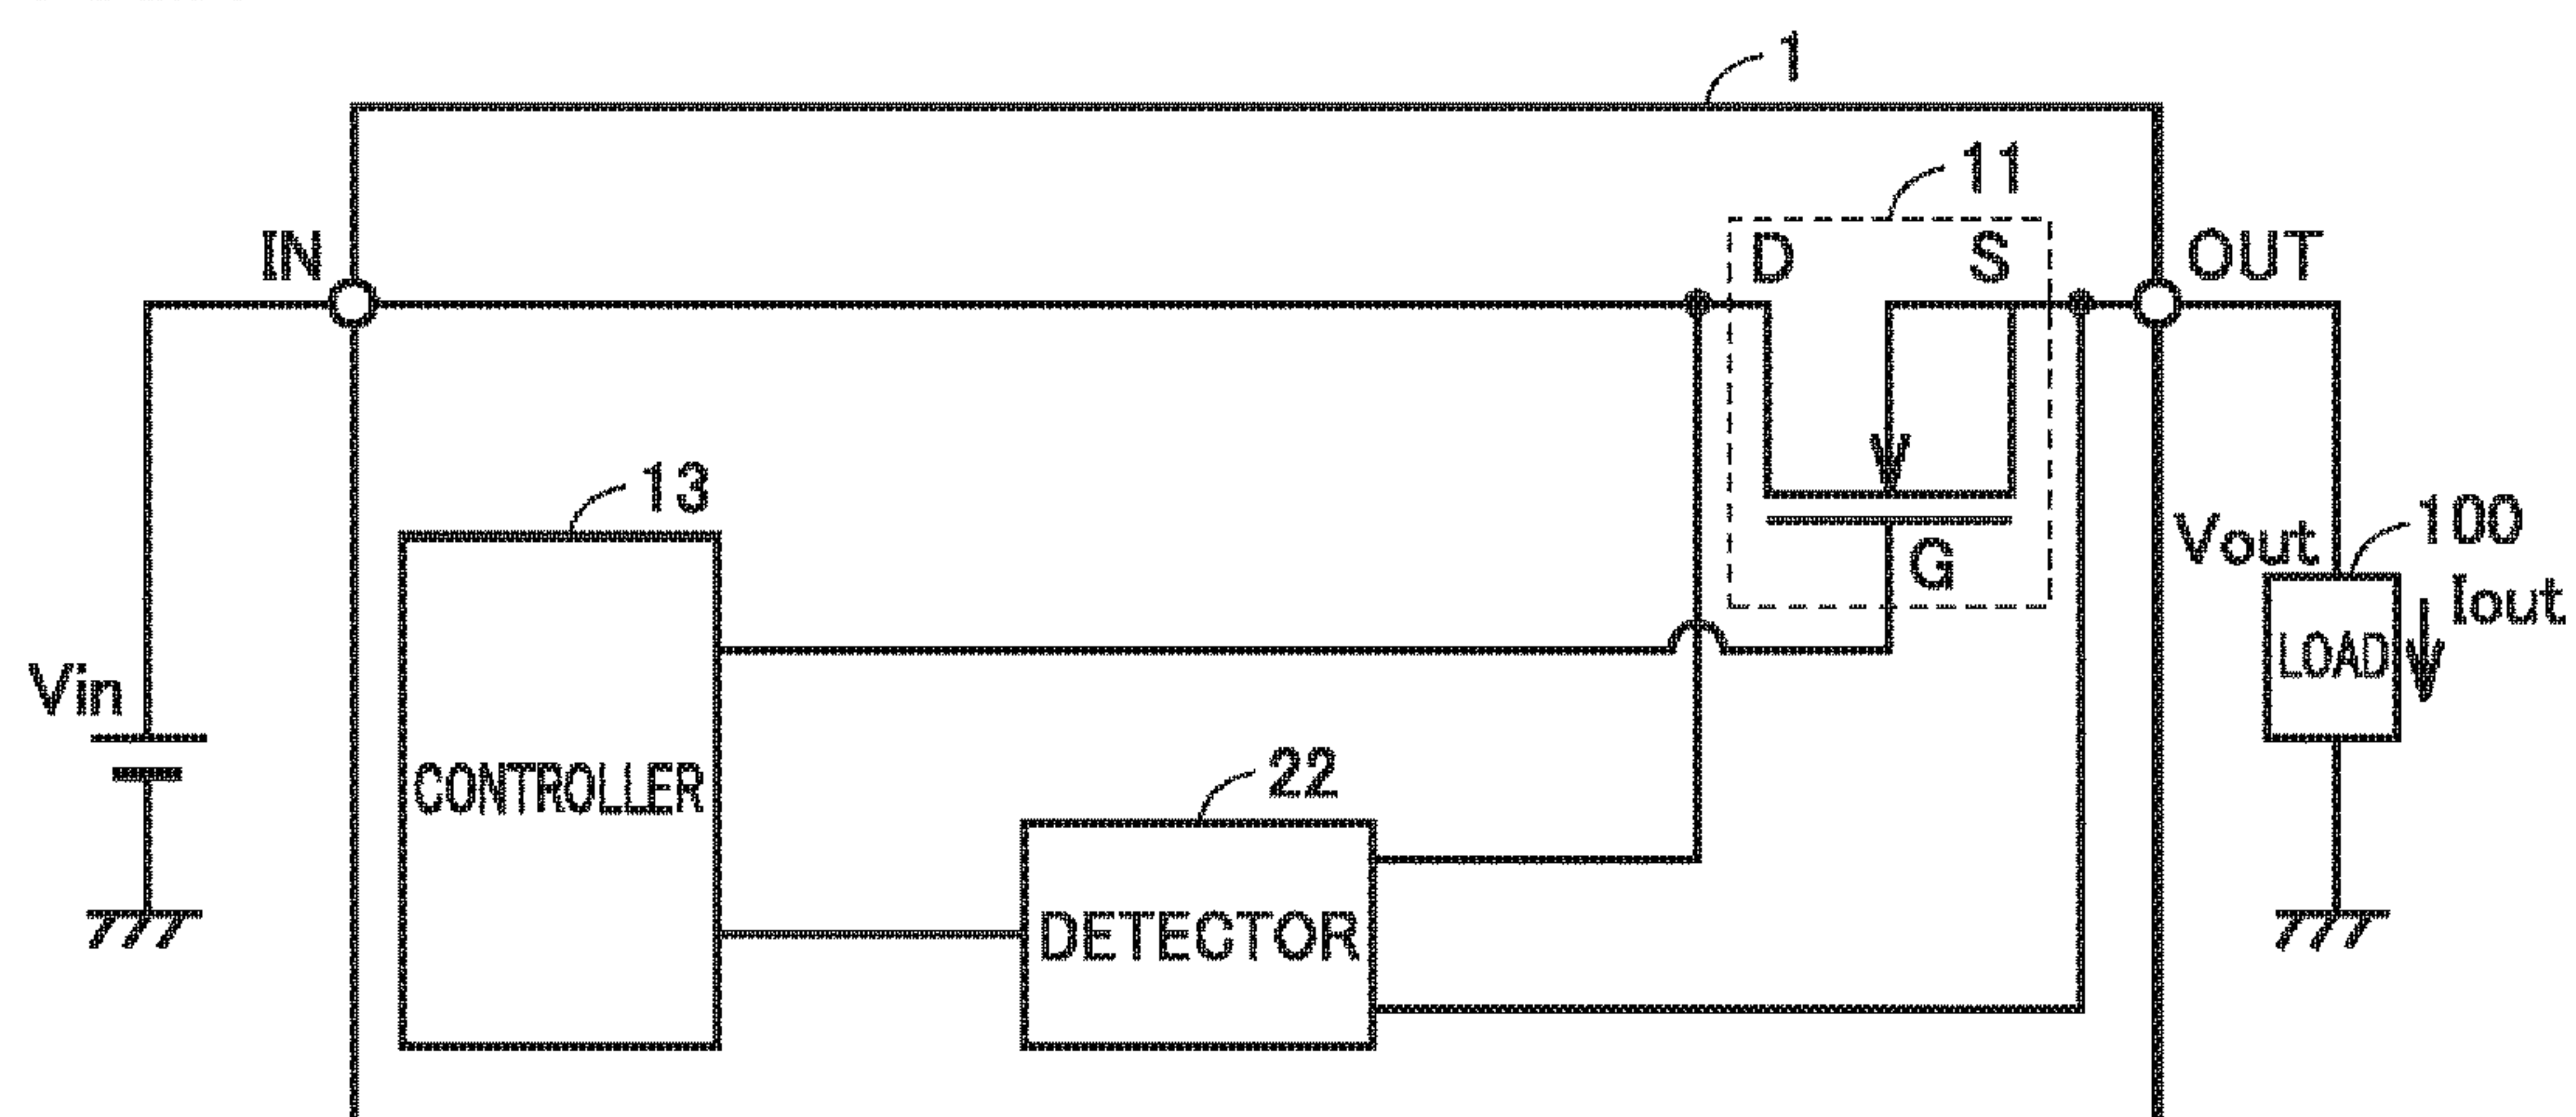 1
11
IN
D
S
OUT
13
G
Vout
100
Iout
LOAD
Vin
CONTROLLER
22
DETECTOR